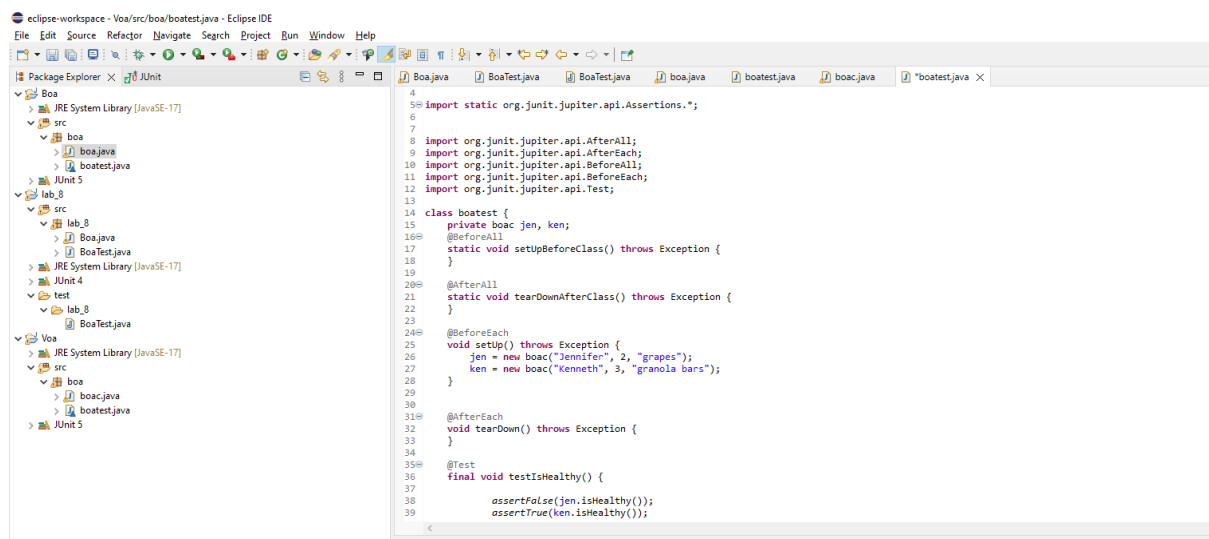 eclipse-workspace - Voa/src/boa/boatest.java - Eclipse IDE
File Edit Source Refactor Navigate Search Project Run Window Help
Package Explorer JUnit
Boa
JRE System Library [JavaSE-17]
src
boa
boa.java
boatest.java
JUnit 5
lab_8
src
lab_8
Boa.java
BoaTest.java
JRE System Library [JavaSE-17]
JUnit 4
test
lab_8
BoaTest.java
Voa
JRE System Library [JavaSE-17]
src
boa
boac.java
boatest.java
JUnit 5
Boa.java BoaTest.java BoaTest.java boa.java boatest.java boac.java *boatest.java
4
5 import static org.junit.jupiter.api.Assertions.*;
6
7
8 import org.junit.jupiter.api.AfterAll;
9 import org.junit.jupiter.api.AfterEach;
10 import org.junit.jupiter.api.BeforeAll;
11 import org.junit.jupiter.api.BeforeEach;
12 import org.junit.jupiter.api.Test;
13
14 class boatest {
15 private boac jen, ken;
16 @BeforeAll
17 static void setUpBeforeClass() throws Exception {
18 }
19
20 @AfterAll
21 static void tearDownAfterClass() throws Exception {
22 }
23
24 @BeforeEach
25 void setUp() throws Exception {
26 jen = new boac("Jennifer", 2, "grapes");
27 ken = new boac("Kenneth", 3, "granola bars");
28 }
29
30
31 @AfterEach
32 void tearDown() throws Exception {
33 }
34
35 @Test
36 final void testIsHealthy() {
37
38 assertFalse(jen.isHealthy());
39 assertTrue(ken.isHealthy());